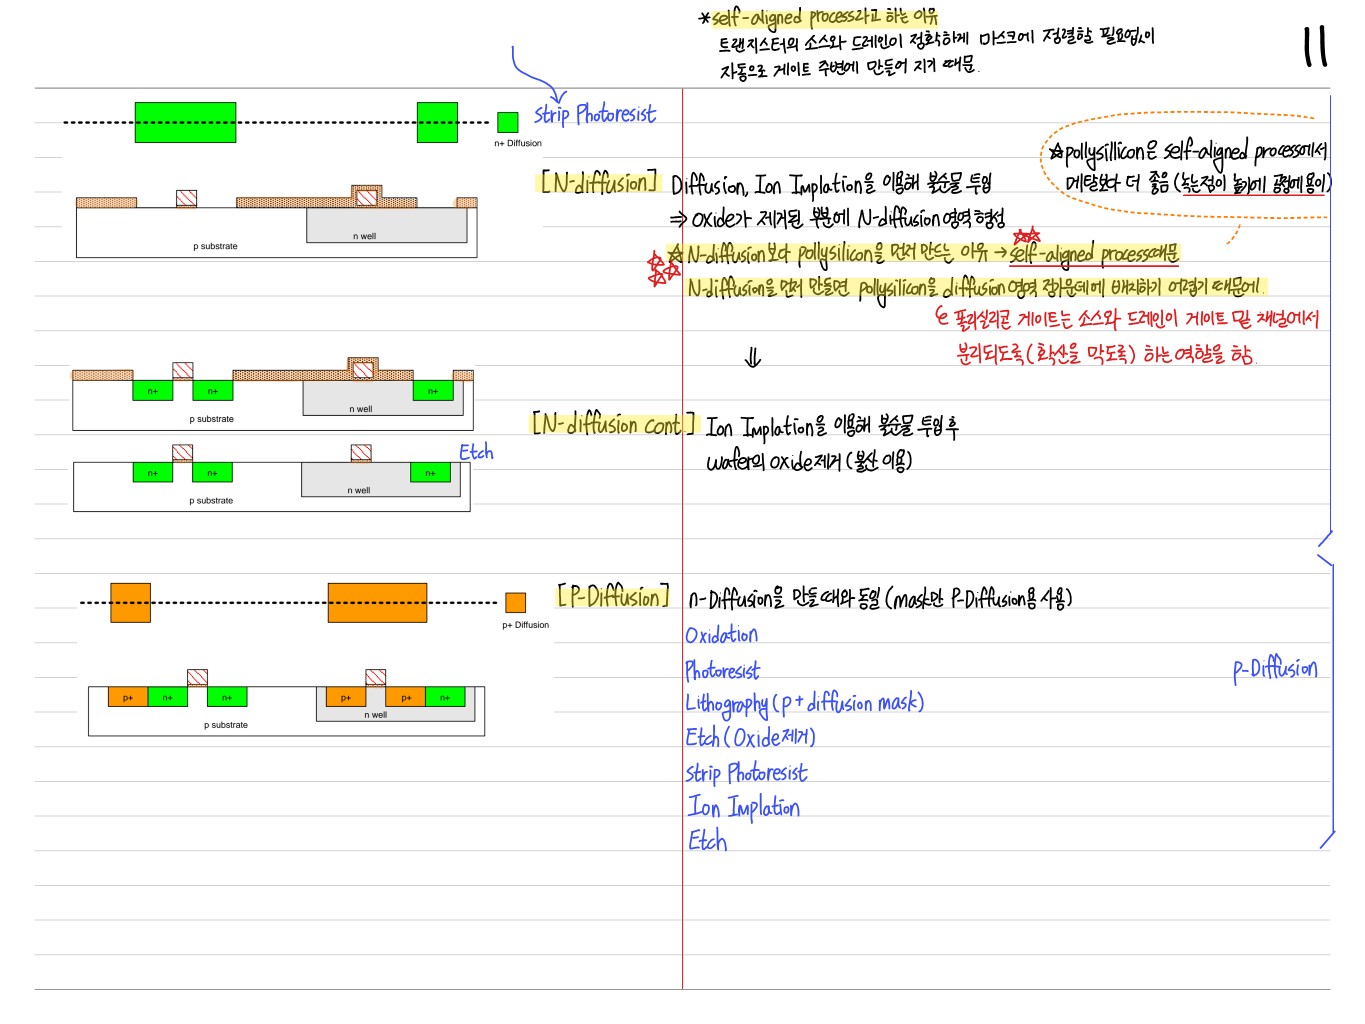 *self-aligned process라고 하는 이유
트랜지스터의 소스와 드레인이 정확하게 마스크에 정렬할 필요없이
자동으로 게이트 주변에 만들어 지기 때문.
11
Strip Photoresist
n+ Diffusion
☆pollysillicon은 self-aligned process에서
메탈보다 더 좋음 (녹는점이 높기에 공정에 용이)
[N-diffusion] Diffusion, Ion Implation을 이용해 불순물 투입
⇒ oxide가 제거된 부분에 N-diffusion 영역 형성
n well
p substrate
☆N-diffusion보다 pollysilicon을 먼저 만드는 이유 → self-aligned process때문
N-diffusion을 먼저 만들면 polysilicon을 diffusion 영역 정가운데에 배치하기 어렵기 때문에.
폴리실리콘 게이트는 소스와 드레인이 게이트 밑 채널에서
분리되도록 (확산을 막도록) 하는 역할을 함.
⇓
n+ n+ n+
n well
p substrate
[N-diffusion cont.] Ion Implation을 이용해 불순물 투입 후
wafer의 oxide 제거 (불산 이용)
Etch
n+ n+ n+
n well
p substrate
[P-Diffusion] n-Diffusion을 만들 때와 동일 (mask만 P-Diffusion용 사용)
p+ Diffusion
Oxidation
Photoresist
p-Diffusion
Lithography (p+ diffusion mask)
Etch (Oxide 제거)
Strip Photoresist
Ion Implation
Etch
p+ n+ n+ p+ p+ n+
n well
p substrate